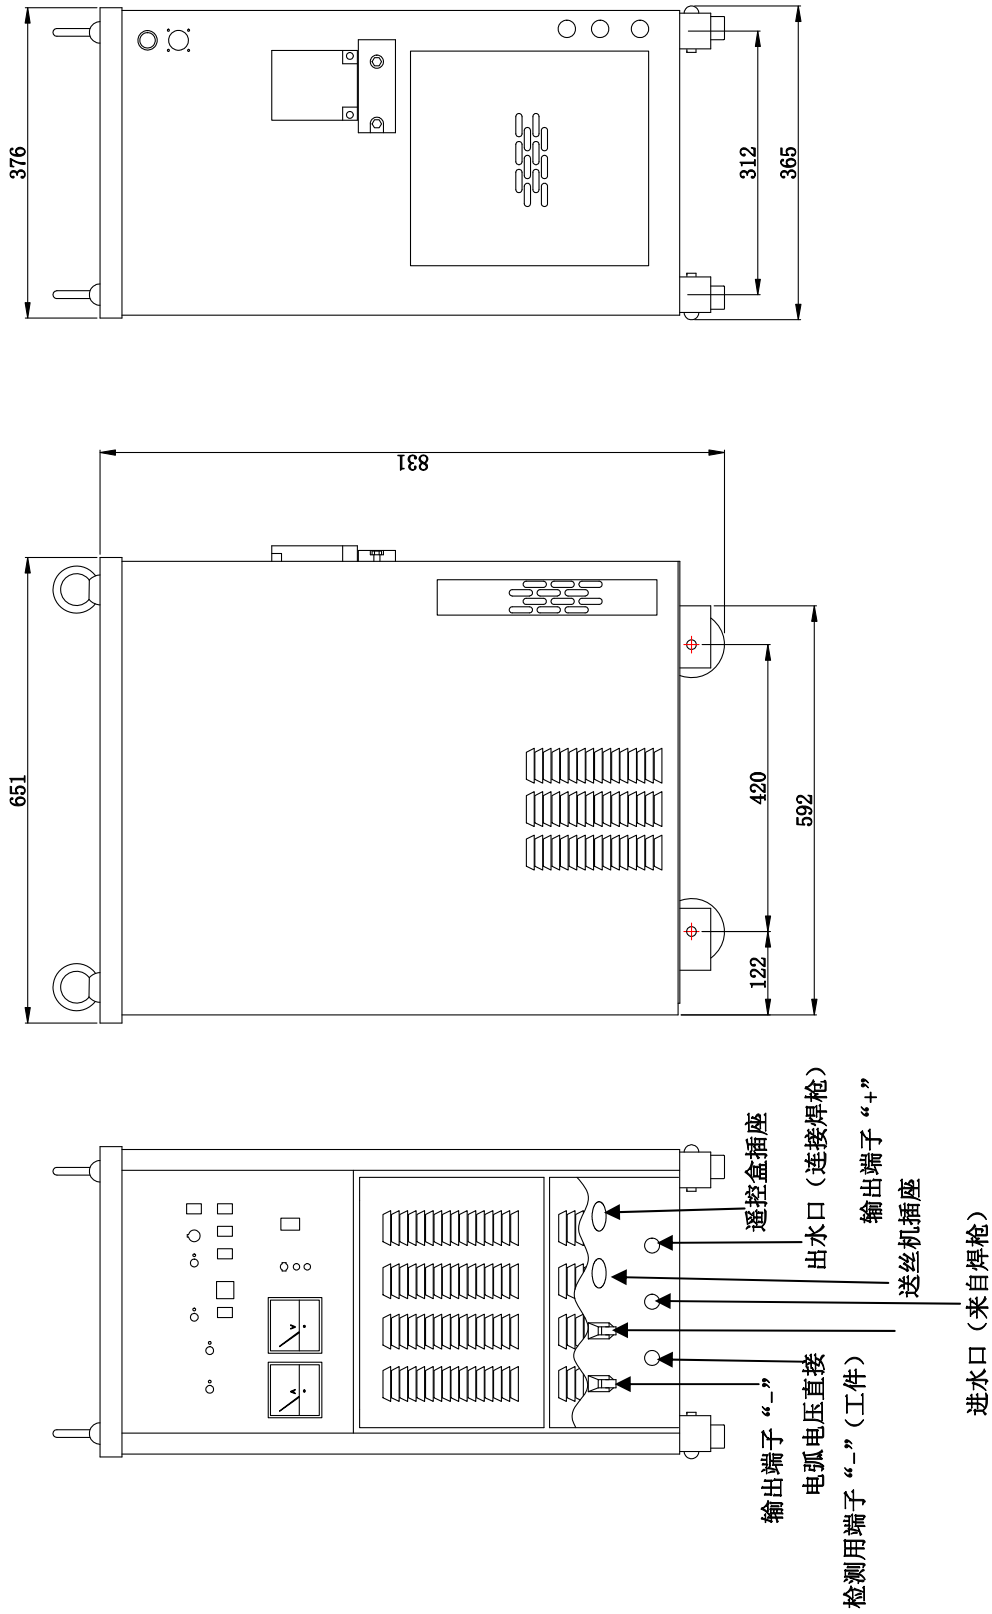 376
312
365
831
651
420
592
122
遥控盒插座
出水口（连接焊枪）
输出端子“+”
送丝机插座
进水口（来自焊枪）
输出端子“-”
电弧电压直接
检测用端子“-”（工件）
V
A